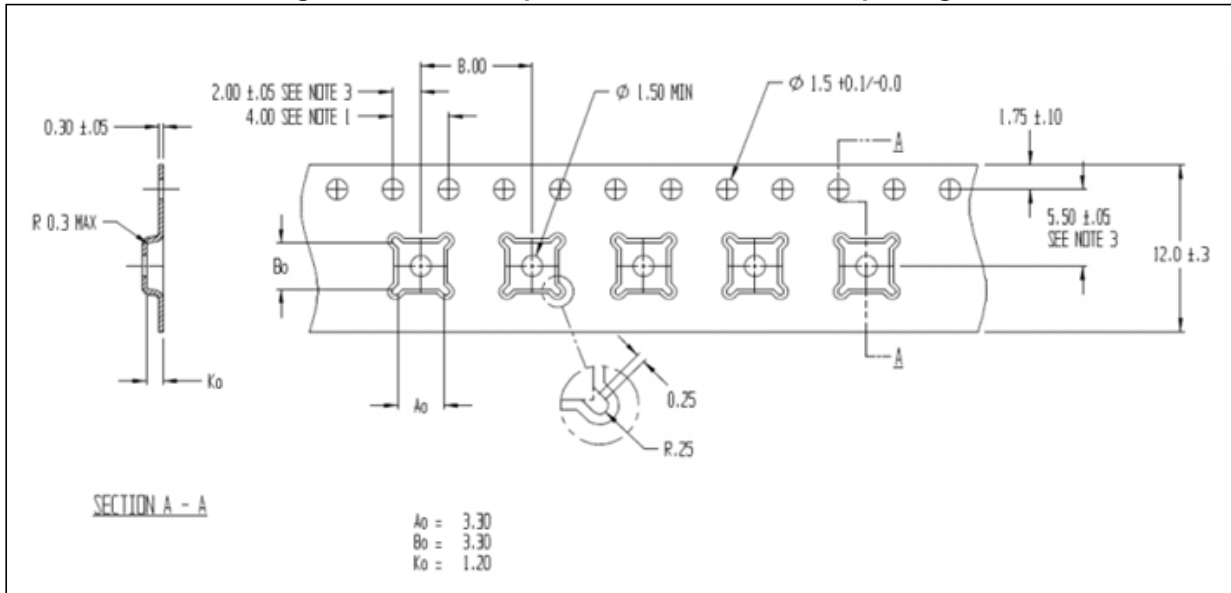 8.00
2.00 ±.05 SEE NOTE 3
4.00 SEE NOTE 1
Ø 1.50 MIN
Ø 1.5 +0.1/-0.0
1.75 ±.10
0.30 ±.05
A
R 0.3 MAX
5.50 ±.05
SEE NOTE 3
12.0 ±.3
Bo
A
Ko
Ao
0.25
R.25
SECTION A - A
Ao = 3.30
Bo = 3.30
Ko = 1.20